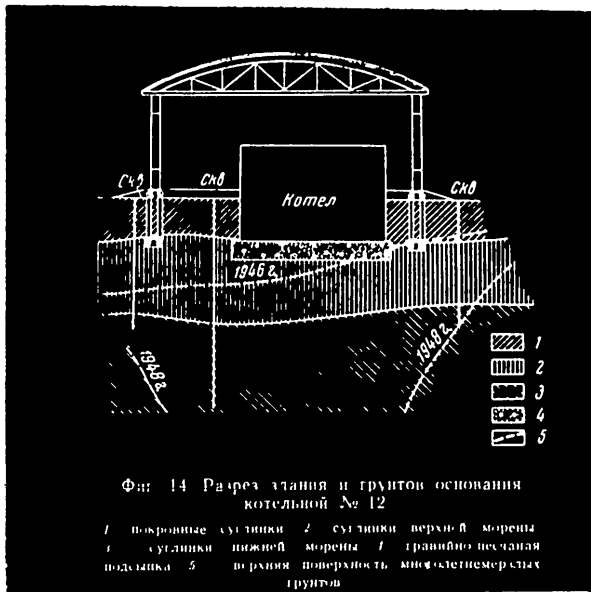 Скв
Скв
Скв
Котел
1946 г.
1948 г.
1948 г.
1
2
3
4
5
Фиг 14 Разрез здания и грунтов основания
котельной № 12
1 покровные суглинки 2 суглинки верхней морены
3 суглинки нижней морены 4 гравийно-песчаная
подсыпка 5 верхняя поверхность многолетнемерзлых
грунтов